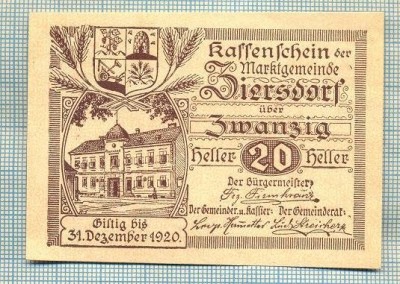 Kassenschein der
Marktgemeinde
Ziersdorf
über
Zwanzig
Heller 20 Heller
Der Bürgermeister
Der Gemeinder. u. Kassier. Der Gemeinderat.
Giltig bis
31. Dezember 1920.